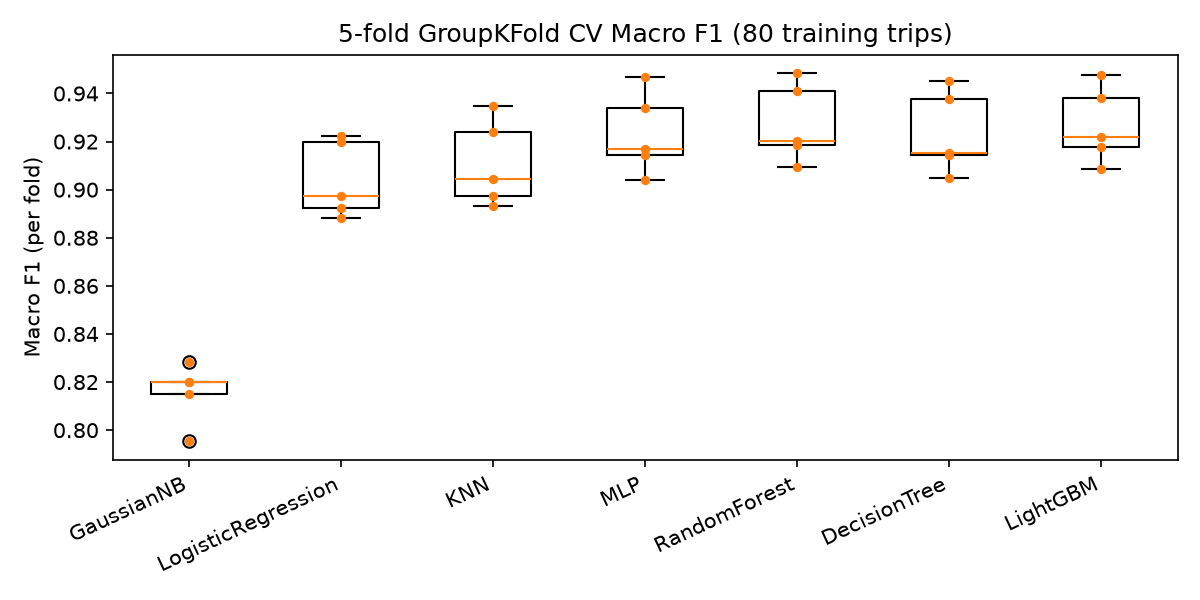 5-fold GroupKFold CV Macro F1 (80 training trips)
Macro F1 (per fold)
0.94
0.92
0.90
0.88
0.86
0.84
0.82
0.80
GaussianNB
LogisticRegression
KNN
MLP
RandomForest
DecisionTree
LightGBM